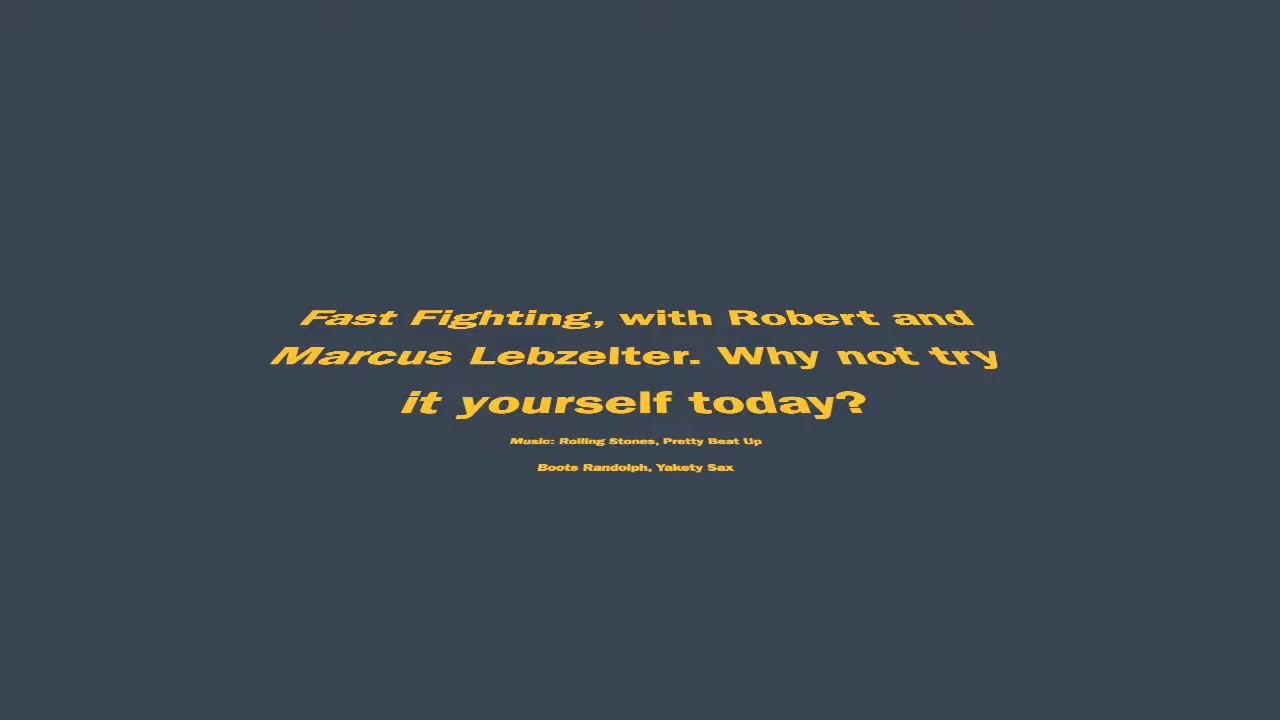 Fast Fighting, with Robert and
Marcus Lebzelter. Why not try
it yourself today?
Music: Rolling Stones, Pretty Beat Up
Boots Randolph, Yakety Sax